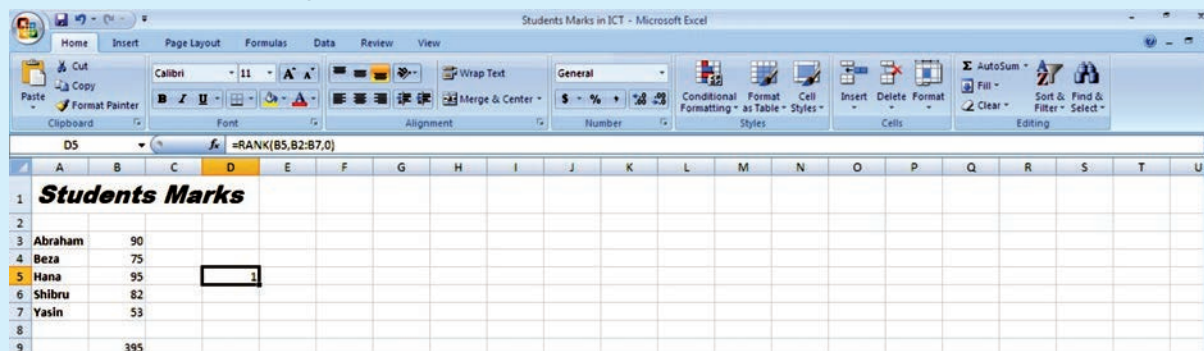 Students Marks in ICT - Microsoft Excel
Home Insert Page Layout Formulas Data Review View
Cut
Copy
Format Painter
Paste
Calibri 11 A A
Wrap Text
General
B I U A
Merge & Center
$ % , .0 .00 .00 .0
Conditional Formatting
Format as Table
Cell Styles
Insert Delete Format
Σ AutoSum
Fill
Clear
Sort & Filter
Find & Select
Clipboard Font Alignment Number Styles Cells Editing
D5 fx =RANK(B5,B2:B7,0)
A B C D E F G H I J K L M N O P Q R S T U
1 Students Marks
2
3 Abraham 90
4 Beza 75
5 Hana 95 1
6 Shibru 82
7 Yasin 53
8
9 395